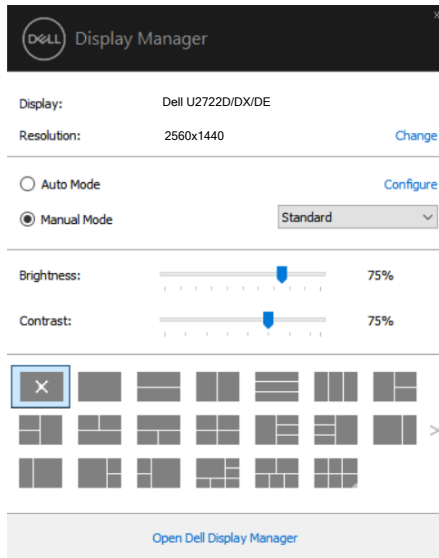 DELL Display Manager
Display: Dell U2722D/DX/DE
Resolution: 2560x1440 Change
Auto Mode Configure
Manual Mode Standard
Brightness: 75%
Contrast: 75%
Open Dell Display Manager